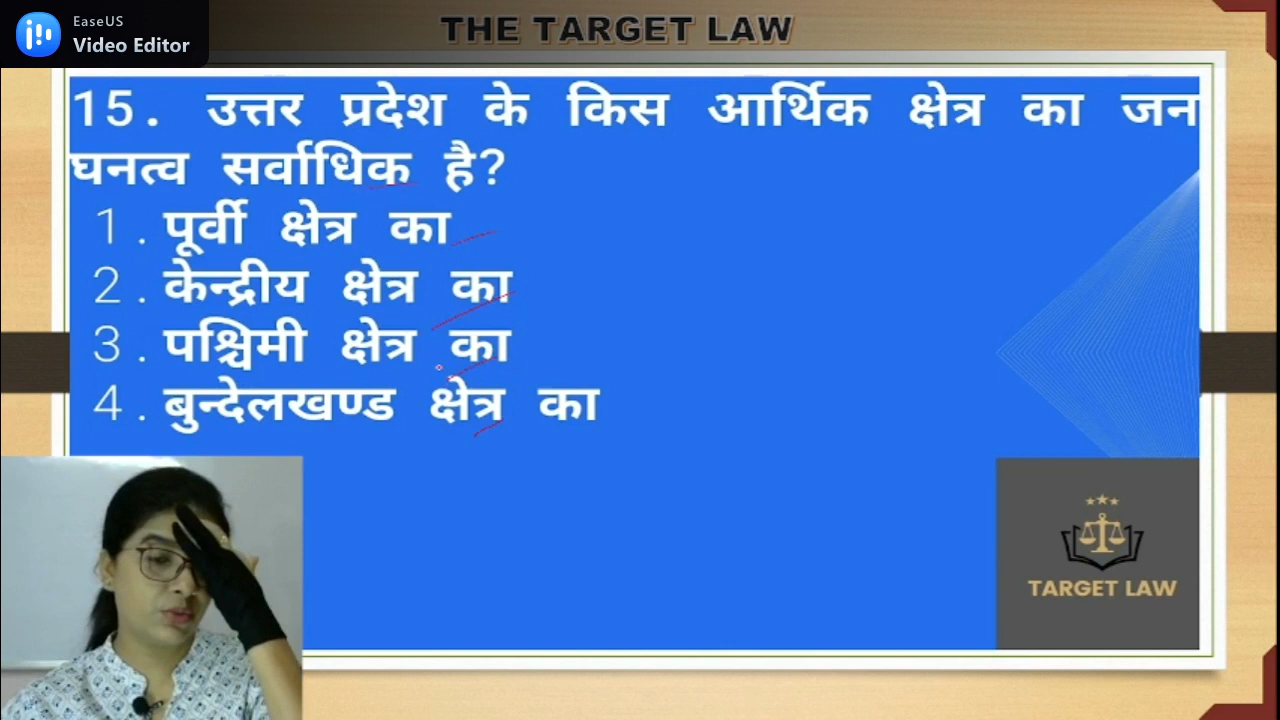 EaseUS
Video Editor
THE TARGET LAW
15. उत्तर प्रदेश के किस आर्थिक क्षेत्र का जन
घनत्व सर्वाधिक है?
1. पूर्वी क्षेत्र का
2. केन्द्रीय क्षेत्र का
3. पश्चिमी क्षेत्र का
4. बुन्देलखण्ड क्षेत्र का
TARGET LAW